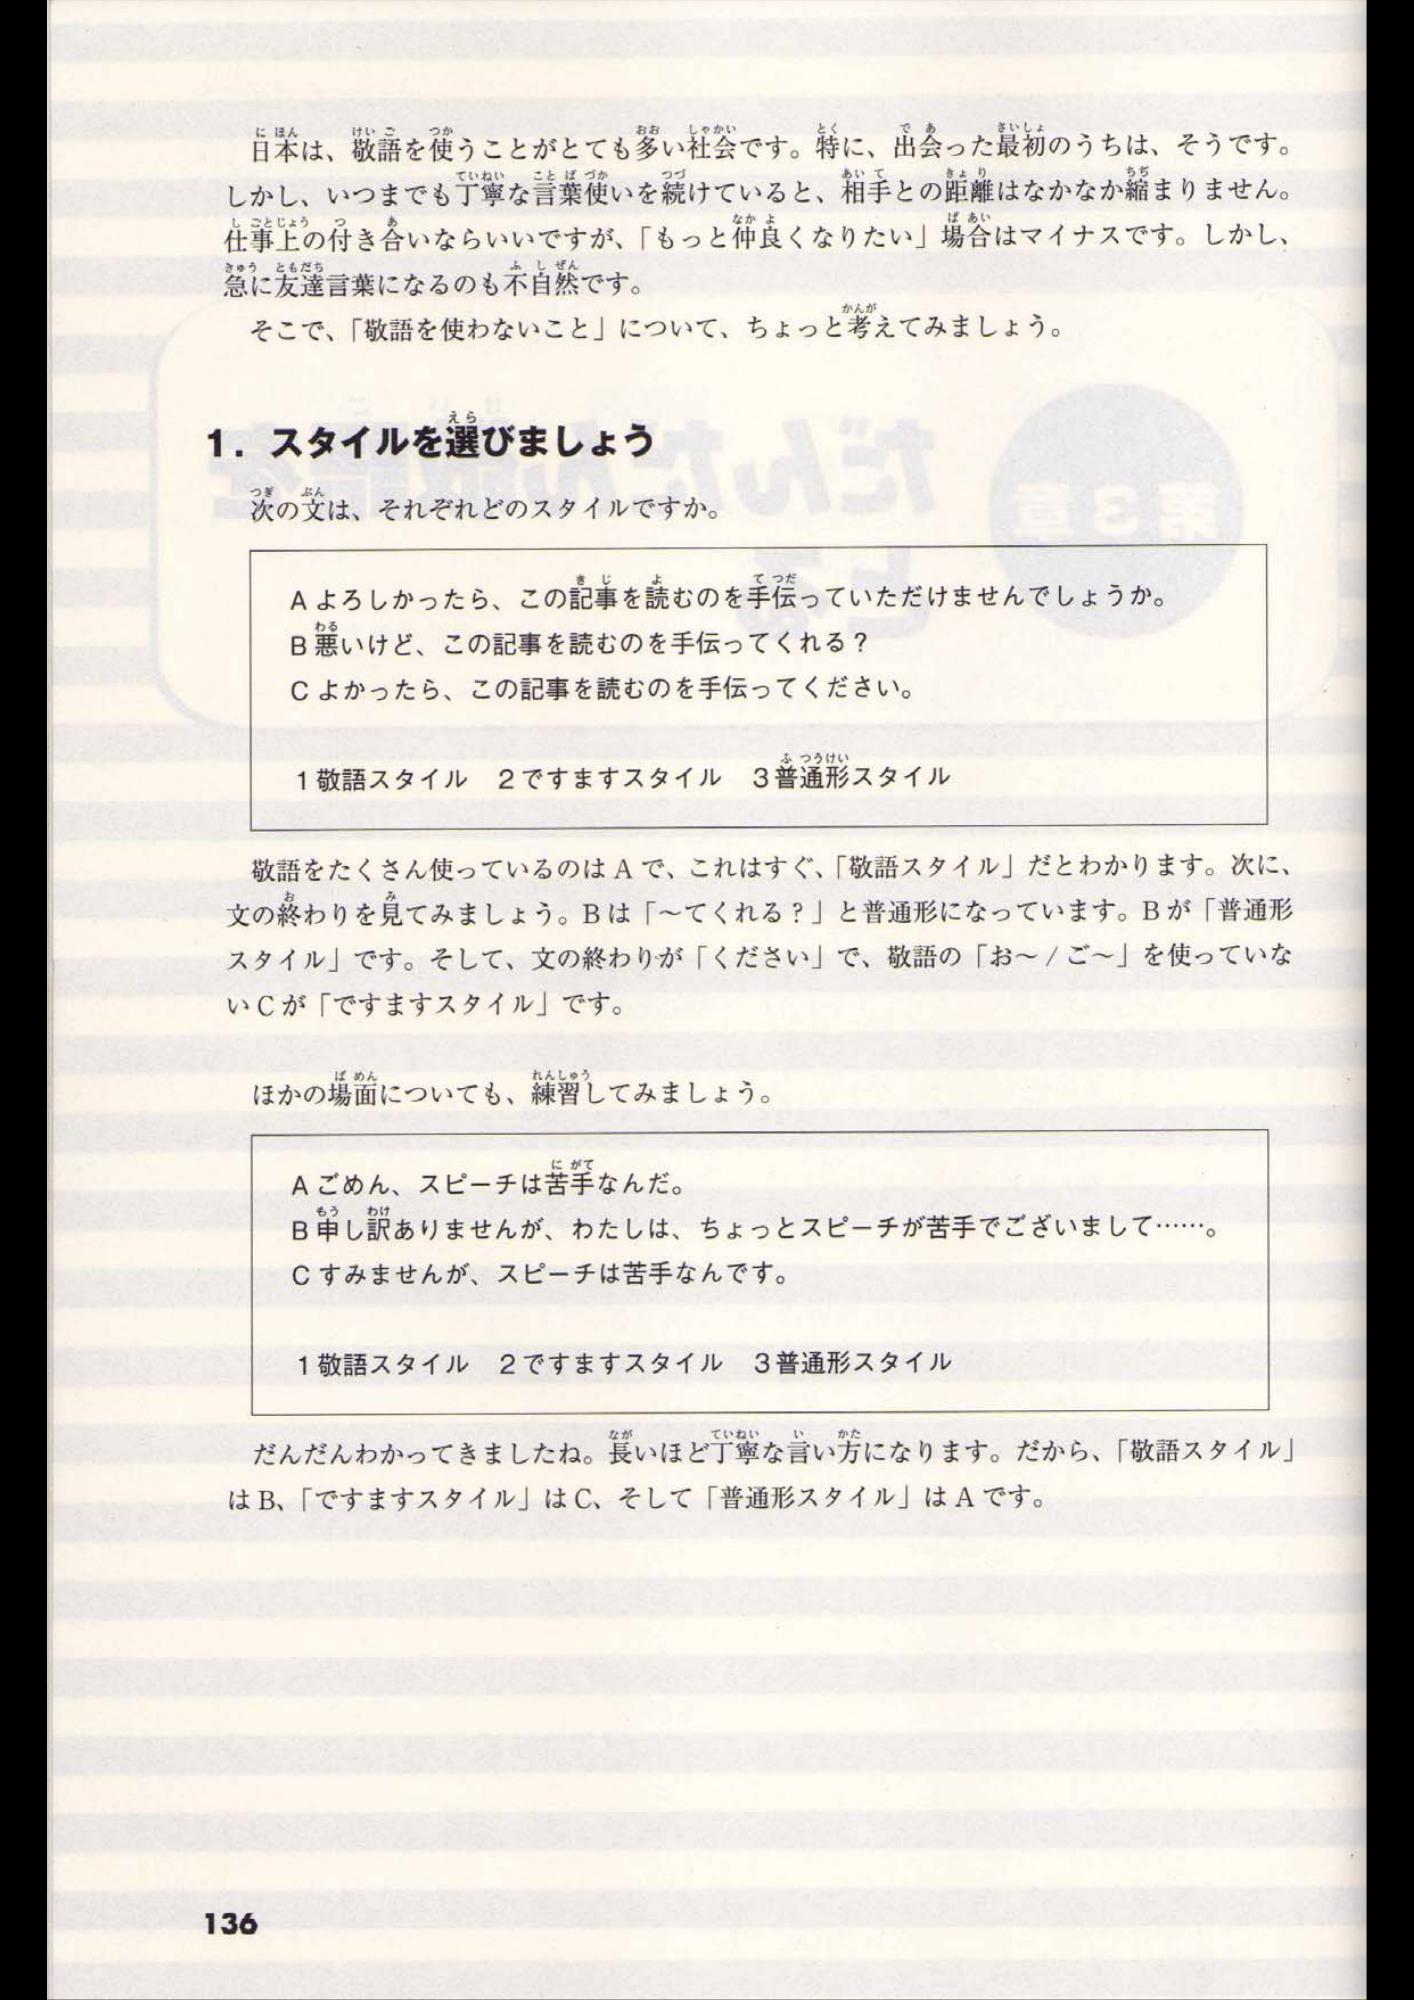 日本は、敬語を使うことがとても多い社会です。特に、出会った最初のうちは、そうです。
しかし、いつまでも丁寧な言葉使いを続けていると、相手との距離はなかなか縮まりません。
仕事上の付き合いならいいですが、「もっと仲良くなりたい」場合はマイナスです。しかし、
急に友達言葉になるのも不自然です。
そこで、「敬語を使わないこと」について、ちょっと考えてみましょう。
1．スタイルを選びましょう
次の文は、それぞれどのスタイルですか。
A よろしかったら、この記事を読むのを手伝っていただけませんでしょうか。
B 悪いけど、この記事を読むのを手伝ってくれる？
C よかったら、この記事を読むのを手伝ってください。
1敬語スタイル　2ですますスタイル　3普通形スタイル
敬語をたくさん使っているのは A で、これはすぐ、「敬語スタイル」だとわかります。次に、
文の終わりを見てみましょう。B は「〜てくれる？」と普通形になっています。B が「普通形
スタイル」です。そして、文の終わりが「ください」で、敬語の「お〜 / ご〜」を使っていな
い C が「ですますスタイル」です。
ほかの場面についても、練習してみましょう。
A ごめん、スピーチは苦手なんだ。
B 申し訳ありませんが、わたしは、ちょっとスピーチが苦手でございまして……。
C すみませんが、スピーチは苦手なんです。
1敬語スタイル　2ですますスタイル　3普通形スタイル
だんだんわかってきましたね。長いほど丁寧な言い方になります。だから、「敬語スタイル」
は B、「ですますスタイル」は C、そして「普通形スタイル」は A です。
136